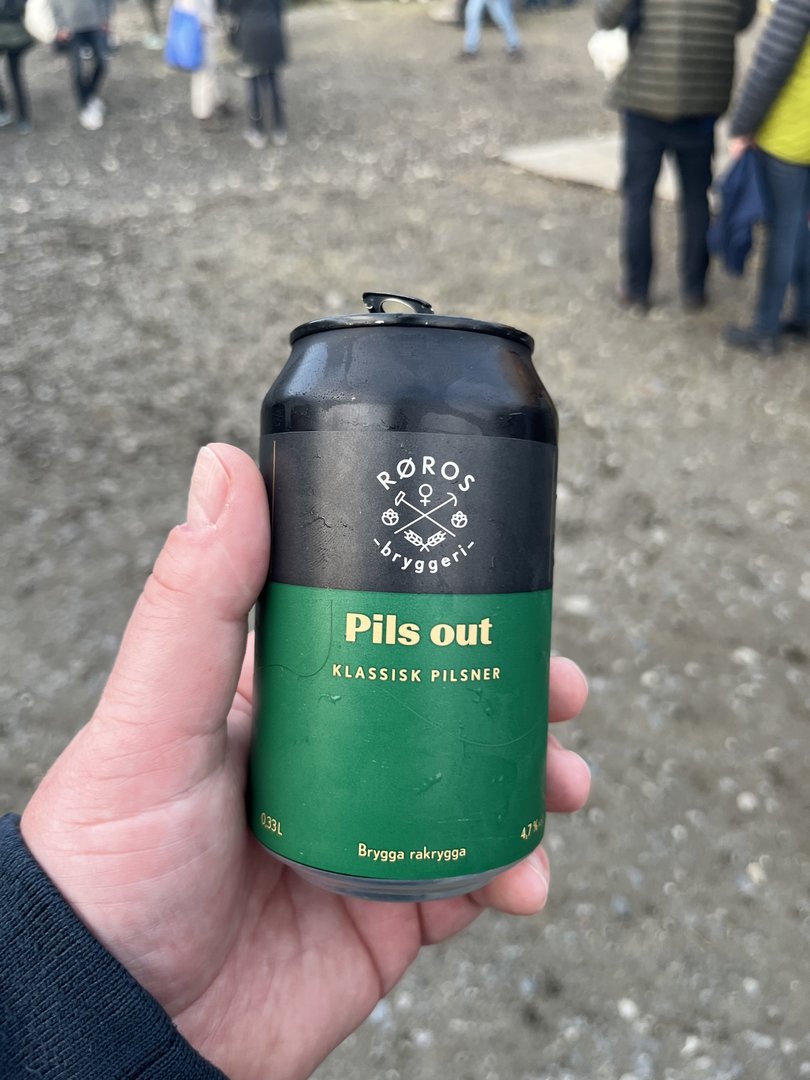 RØROS
-bryggeri-
Pils out
KLASSISK PILSNER
0,33L
4,7%
Brygga rakrygga